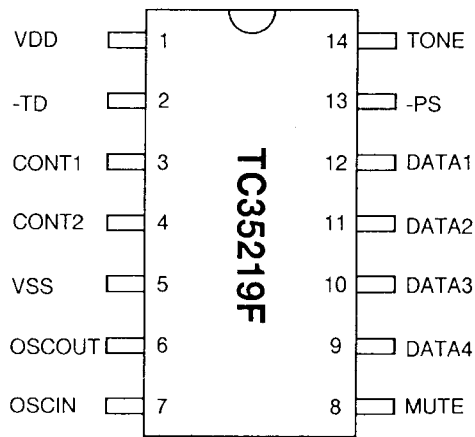 VDD 1 14 TONE
-TD 2 13 -PS
CONT1 3 12 DATA1
CONT2 4 11 DATA2
VSS 5 10 DATA3
OSCOUT 6 9 DATA4
OSCIN 7 8 MUTE
TC35219F